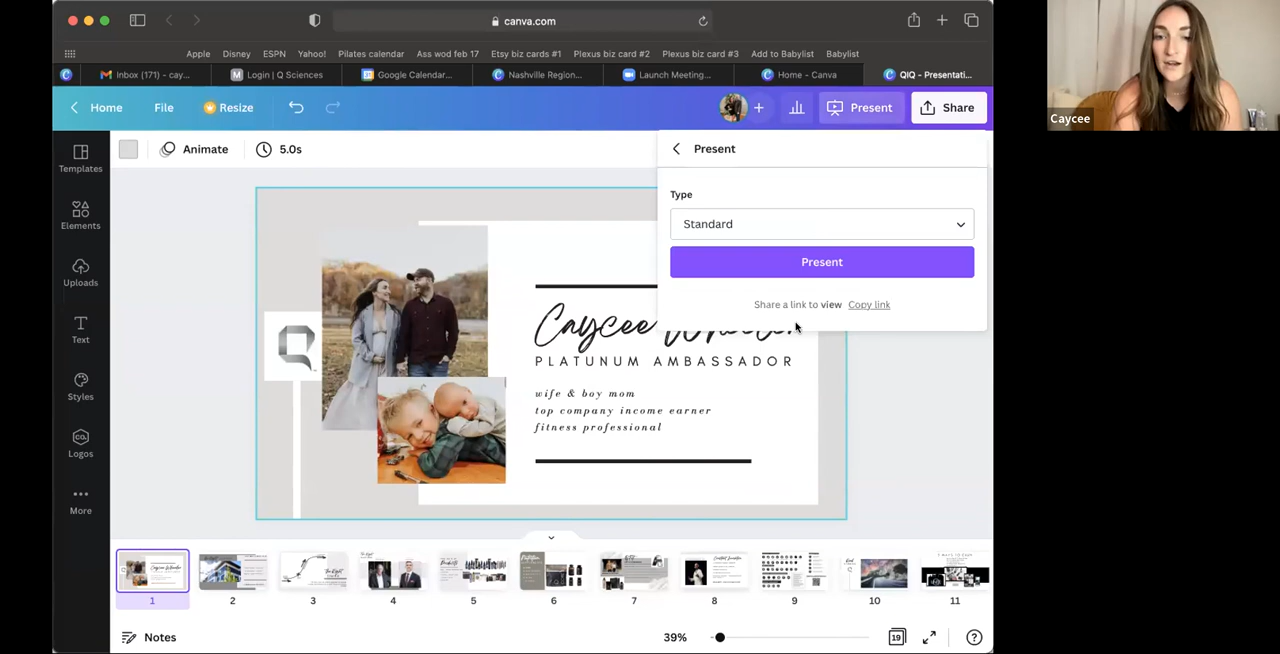 canva.com
Apple Disney ESPN Yahoo! Pilates calendar Ass wod feb 17 Etsy biz cards #1 Plexus biz card #2 Plexus biz card #3 Add to Babylist Babylist
Inbox (171) - cay... Login | Q Sciences Google Calendar... Nashville Region... Launch Meeting... Home - Canva QIQ - Presentati...
Home File Resize Present Share
Caycee
Templates
Elements
Uploads
Text
Styles
CO.
Logos
More
Animate 5.0s
Present
Type
Standard
Present
Share a link to view Copy link
Caycee
PLATUNUM AMBASSADOR
wife & boy mom
top company income earner
fitness professional
1 2 3 4 5 6 7 8 9 10 11
Notes 39% 19 ?